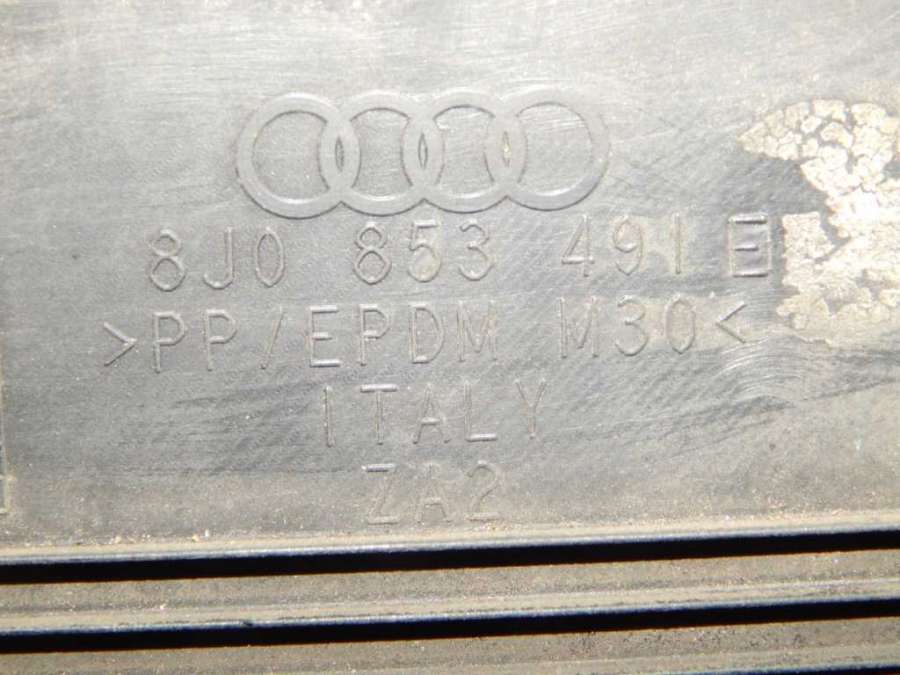 8J0 853 491 E
>PP/EPDM M30<
ITALY
ZA2